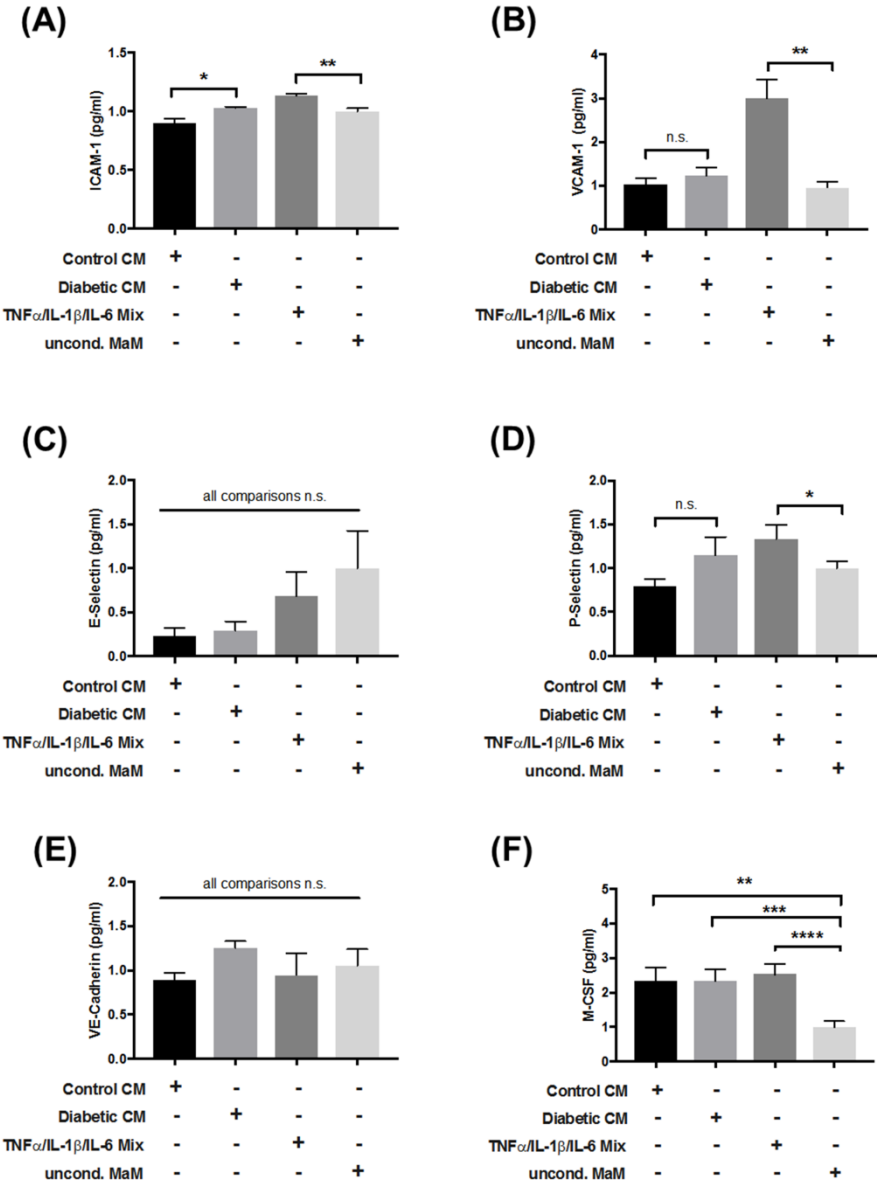 (A)
1.5
1.0
0.5
0.0
ICAM-1 (pg/ml)
*
**
Control CM + - - -
Diabetic CM - + - -
TNFα/IL-1β/IL-6 Mix - - + -
uncond. MaM - - - +
(B)
4
3
2
1
0
VCAM-1 (pg/ml)
n.s.
**
Control CM + - - -
Diabetic CM - + - -
TNFα/IL-1β/IL-6 Mix - - + -
uncond. MaM - - - +
(C)
2.0
1.5
1.0
0.5
0.0
E-Selectin (pg/ml)
all comparisons n.s.
Control CM + - - -
Diabetic CM - + - -
TNFα/IL-1β/IL-6 Mix - - + -
uncond. MaM - - - +
(D)
2.0
1.5
1.0
0.5
0.0
P-Selectin (pg/ml)
n.s.
*
Control CM + - - -
Diabetic CM - + - -
TNFα/IL-1β/IL-6 Mix - - + -
uncond. MaM - - - +
(E)
2.0
1.5
1.0
0.5
0.0
VE-Cadherin (pg/ml)
all comparisons n.s.
Control CM + - - -
Diabetic CM - + - -
TNFα/IL-1β/IL-6 Mix - - + -
uncond. MaM - - - +
(F)
5
4
3
2
1
0
M-CSF (pg/ml)
**
***
****
Control CM + - - -
Diabetic CM - + - -
TNFα/IL-1β/IL-6 Mix - - + -
uncond. MaM - - - +